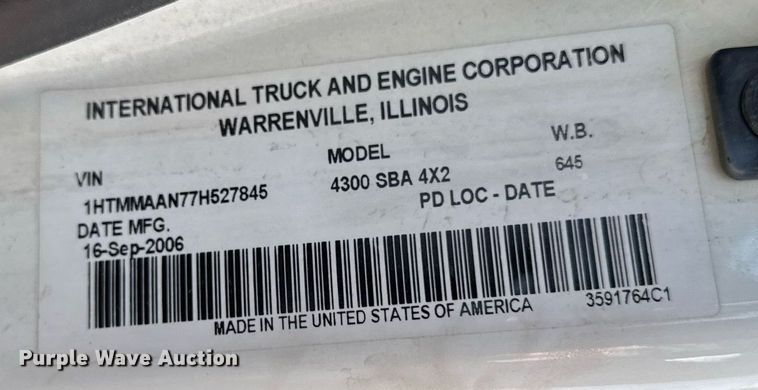 INTERNATIONAL TRUCK AND ENGINE CORPORATION
WARRENVILLE, ILLINOIS
VIN MODEL W.B.
1HTMMAAN77H527845 4300 SBA 4X2 645
DATE MFG. PD LOC - DATE
16-Sep-2006
MADE IN THE UNITED STATES OF AMERICA 3591764C1
Purple Wave Auction